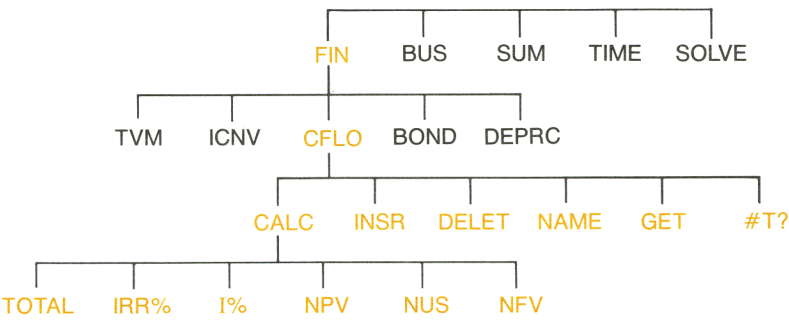 FIN BUS SUM TIME SOLVE
TVM ICNV CFLO BOND DEPRC
CALC INSR DELET NAME GET #T?
TOTAL IRR% I% NPV NUS NFV